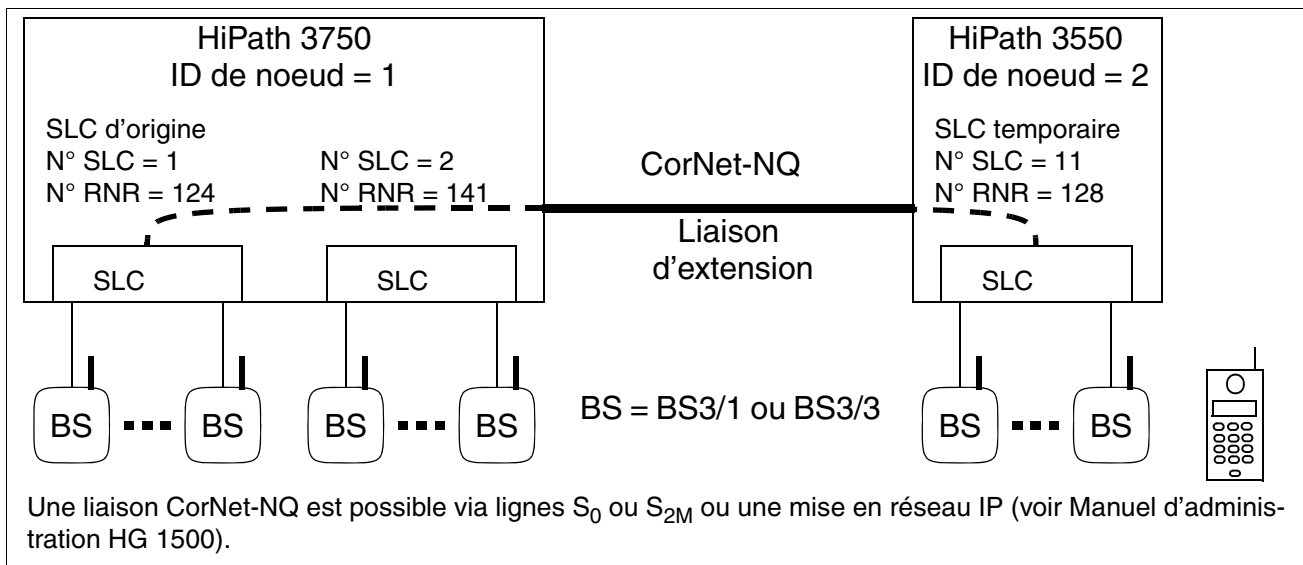 HiPath 3750
ID de noeud = 1
SLC d'origine
N° SLC = 1
N° RNR = 124
N° SLC = 2
N° RNR = 141
CorNet-NQ
Liaison
d'extension
HiPath 3550
ID de noeud = 2
SLC temporaire
N° SLC = 11
N° RNR = 128
SLC
SLC
SLC
BS
BS
BS
BS
BS = BS3/1 ou BS3/3
BS
BS
Une liaison CorNet-NQ est possible via lignes S0 ou S2M ou une mise en réseau IP (voir Manuel d'adminis-
tration HG 1500).